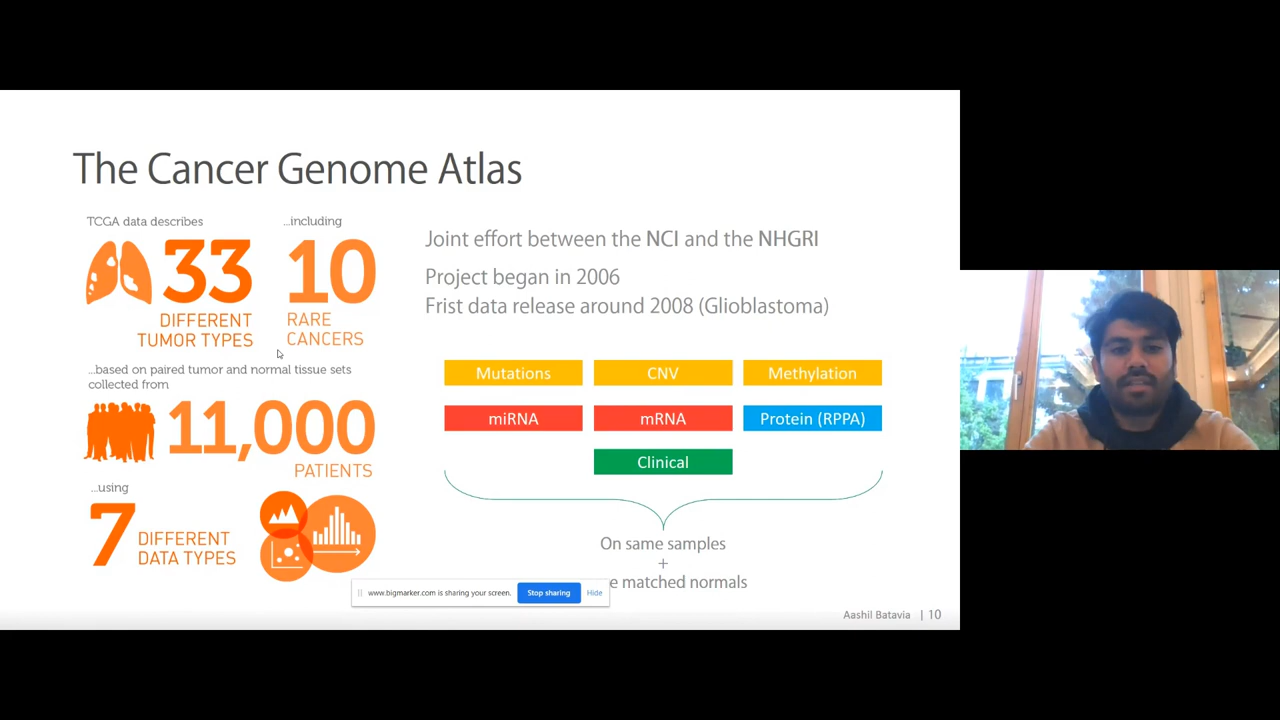 The Cancer Genome Atlas
TCGA data describes
33
DIFFERENT
TUMOR TYPES
...including
10
RARE
CANCERS
...based on paired tumor and normal tissue sets
collected from
11,000
PATIENTS
...using
7
DIFFERENT
DATA TYPES
Joint effort between the NCI and the NHGRI
Project began in 2006
Frist data release around 2008 (Glioblastoma)
Mutations
CNV
Methylation
miRNA
mRNA
Protein (RPPA)
Clinical
On same samples
+
matched normals
www.bigmarker.com is sharing your screen.
Stop sharing
Hide
Aashil Batavia | 10